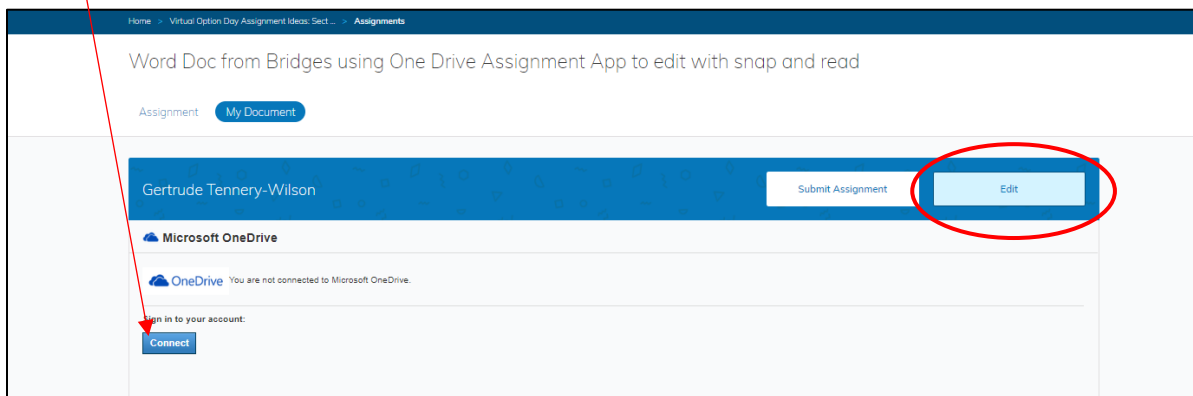 Home > Virtual Option Day Assignment Ideas: Sect ... > Assignments
Word Doc from Bridges using One Drive Assignment App to edit with snap and read
Assignment My Document
Gertrude Tennery-Wilson Submit Assignment Edit
Microsoft OneDrive
OneDrive You are not connected to Microsoft OneDrive.
Sign in to your account:
Connect